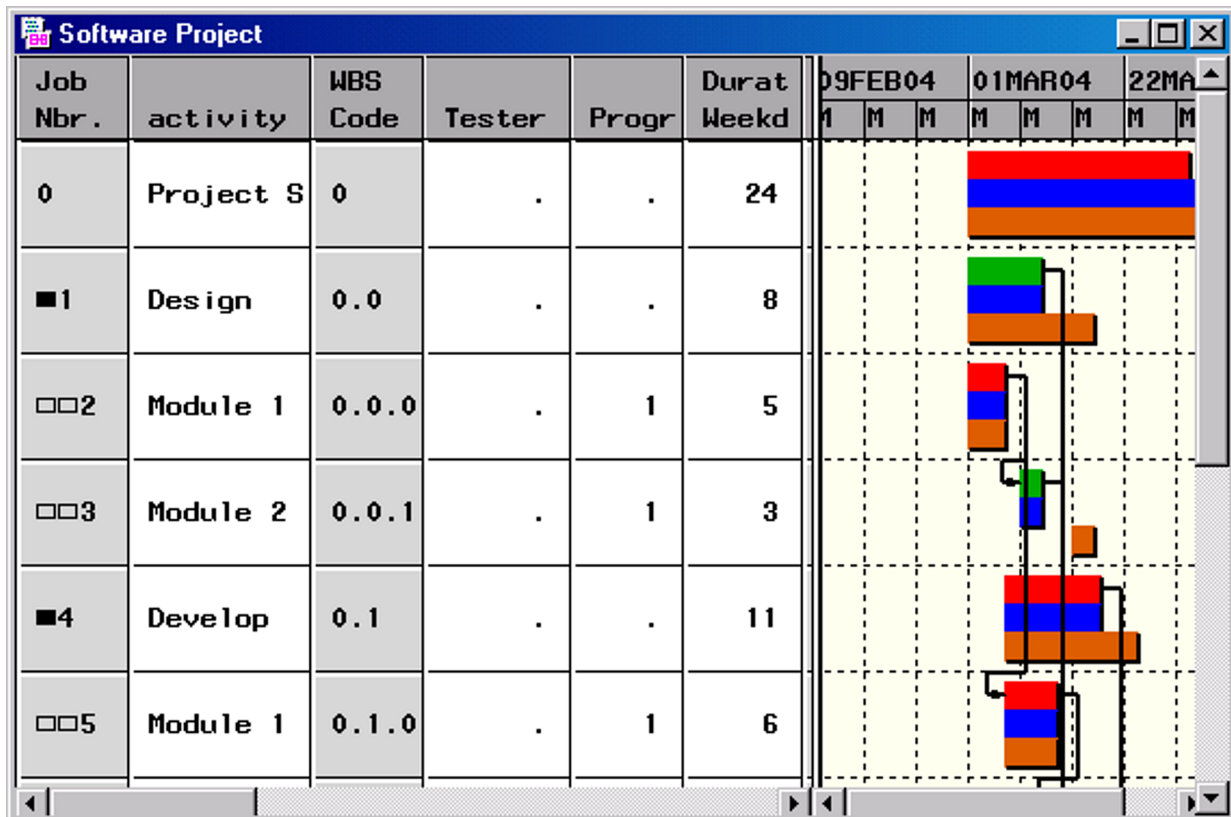 Software Project
Job Nbr. activity WBS Code Tester Progr Durat Weekd
09FEB04 01MAR04 22MA
M M M M M M M M
0 Project S 0 . . 24
1 Design 0.0 . . 8
2 Module 1 0.0.0 . 1 5
3 Module 2 0.0.1 . 1 3
4 Develop 0.1 . . 11
5 Module 1 0.1.0 . 1 6